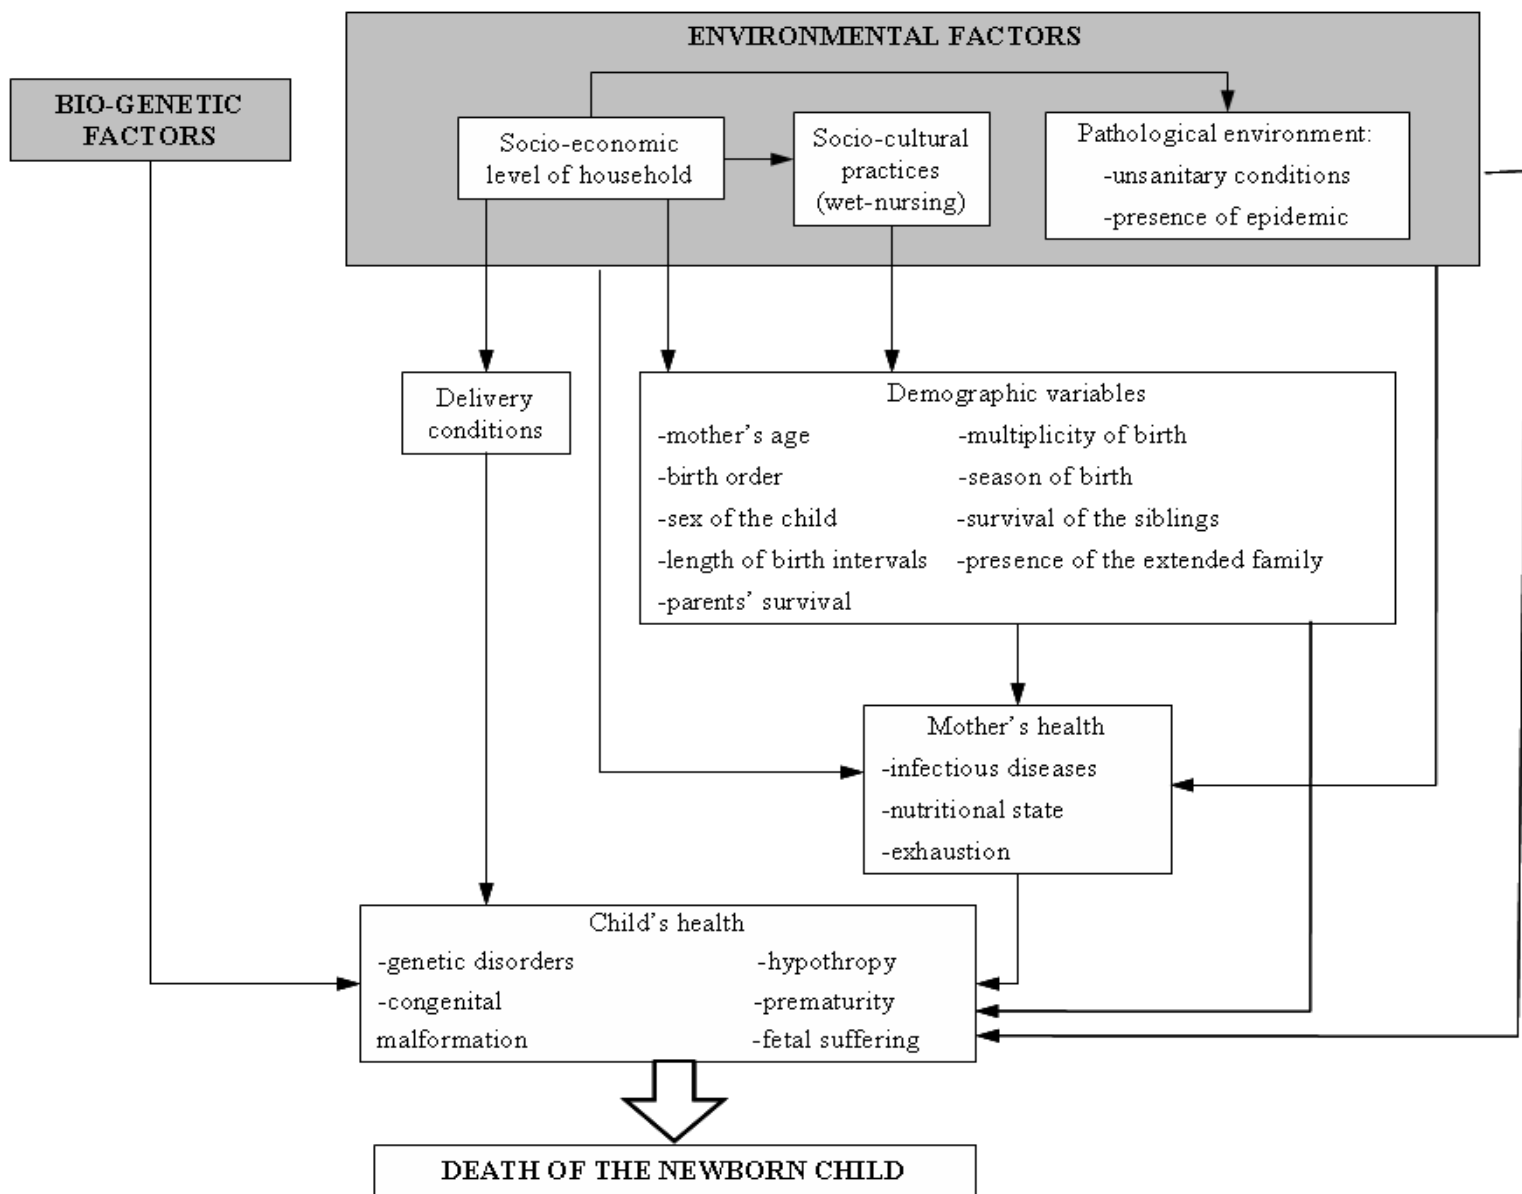 ENVIRONMENTAL FACTORS
BIO-GENETIC
FACTORS
Socio-economic
level of household
Socio-cultural
practices
(wet-nursing)
Pathological environment:
-unsanitary conditions
-presence of epidemic
Delivery
conditions
Demographic variables
-mother's age
-birth order
-sex of the child
-length of birth intervals
-parents' survival
-multiplicity of birth
-season of birth
-survival of the siblings
-presence of the extended family
Mother's health
-infectious diseases
-nutritional state
-exhaustion
Child's health
-genetic disorders
-congenital
malformation
-hypothropy
-prematurity
-fetal suffering
DEATH OF THE NEWBORN CHILD